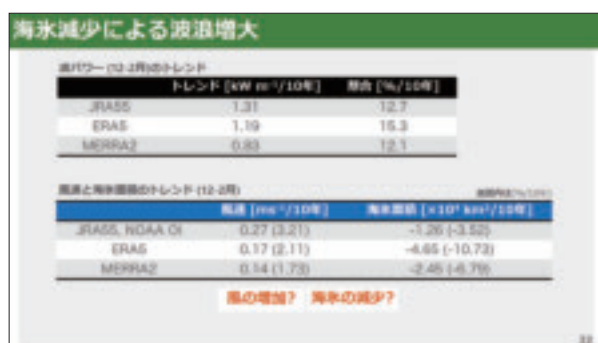 海氷減少による波浪増大
波パワー (12-2月)のトレンド
トレンド [kW m⁻¹/10年] 割合 [%/10年]
JRA55 1.31 12.7
ERA5 1.19 15.3
MERRA2 0.83 12.1
風速と海氷面積のトレンド (12-2月)
風速 [ms⁻¹/10年] 海氷面積 [×10⁴ km²/10年]
JRA55, NOAA OI 0.27 (3.21) -1.26 (-3.52)
ERA5 0.17 (2.11) -4.65 (-10.73)
MERRA2 0.14 (1.73) -2.45 (-6.79)
風の増加? 海氷の減少?